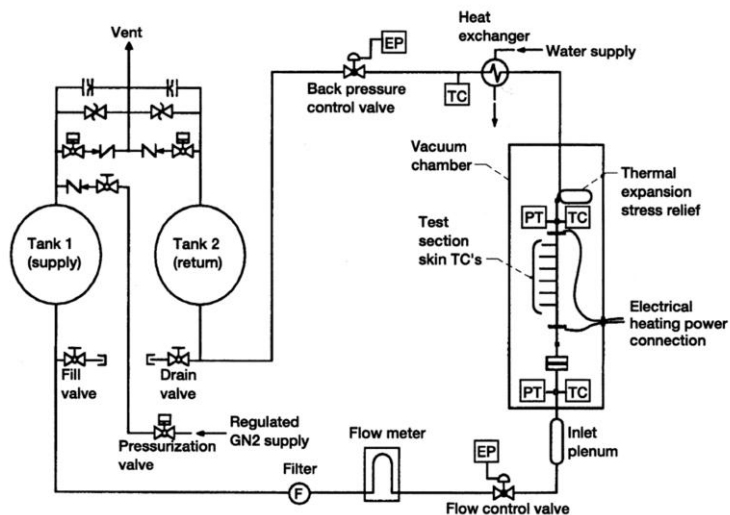 Vent
EP
Heat
exchanger
Water supply
Back pressure
control valve
TC
Vacuum
chamber
Thermal
expansion
stress relief
PT
TC
Tank 1
(supply)
Tank 2
(return)
Test
section
skin TC's
Electrical
heating power
connection
Fill
valve
Drain
valve
PT
TC
Regulated
GN2 supply
Pressurization
valve
Flow meter
Inlet
plenum
Filter
F
EP
Flow control valve